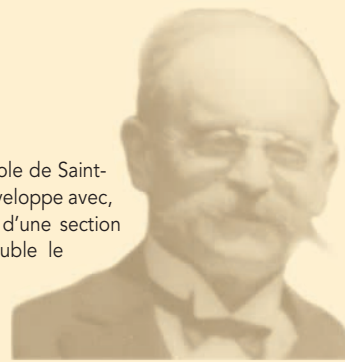 ole de Saint-
veloppe avec,
d'une section
uble le